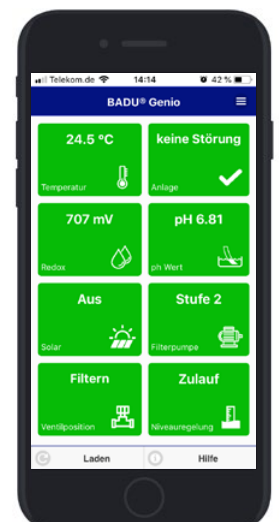 Telekom.de 14:14 42 %
BADU® Genio
24.5 °C
Temperatur
keine Störung
Anlage
707 mV
Redox
pH 6.81
ph Wert
Aus
Solar
Stufe 2
Filterpumpe
Filtern
Ventilposition
Zulauf
Niveauregelung
Laden
Hilfe